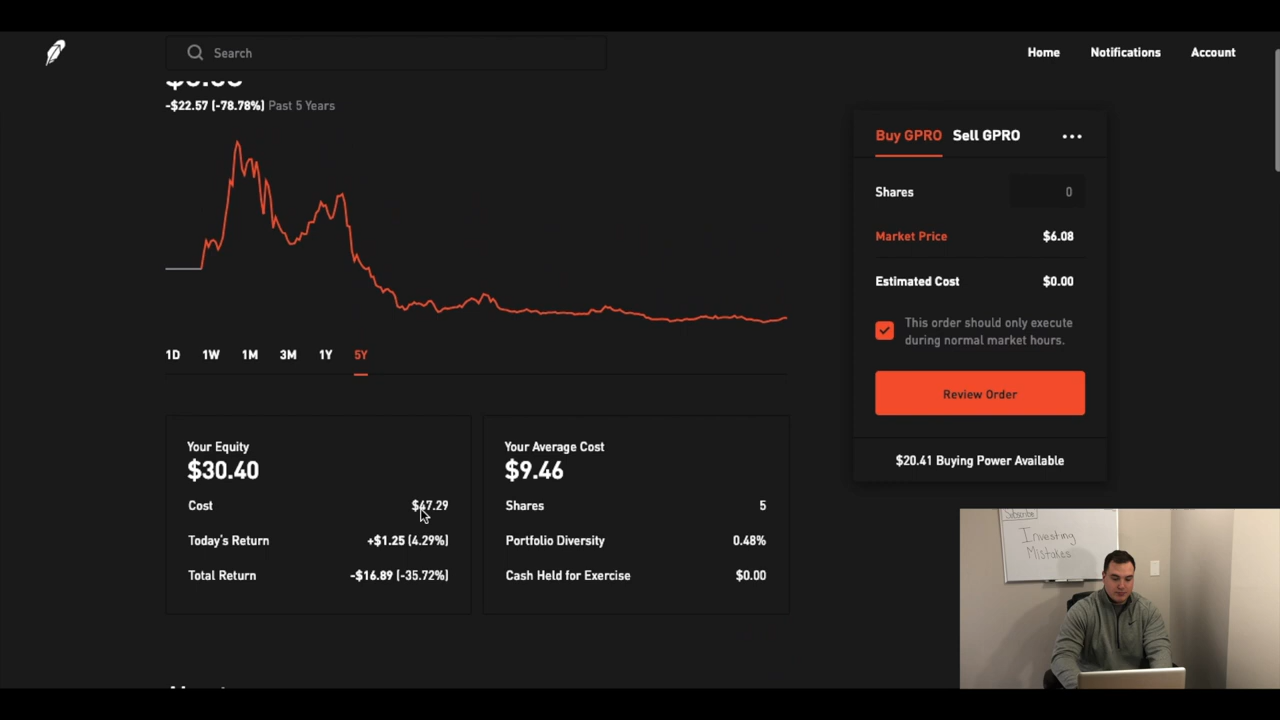 Search
Home
Notifications
Account
-$22.57 (-78.78%) Past 5 Years
1D
1W
1M
3M
1Y
5Y
Your Equity
$30.40
Cost
$47.29
Today's Return
+$1.25 (4.29%)
Total Return
-$16.89 (-35.72%)
Your Average Cost
$9.46
Shares
5
Portfolio Diversity
0.48%
Cash Held for Exercise
$0.00
Buy GPRO
Sell GPRO
Shares
0
Market Price
$6.08
Estimated Cost
$0.00
This order should only execute
during normal market hours.
Review Order
$20.41 Buying Power Available
Subscribe
Investing
Mistakes